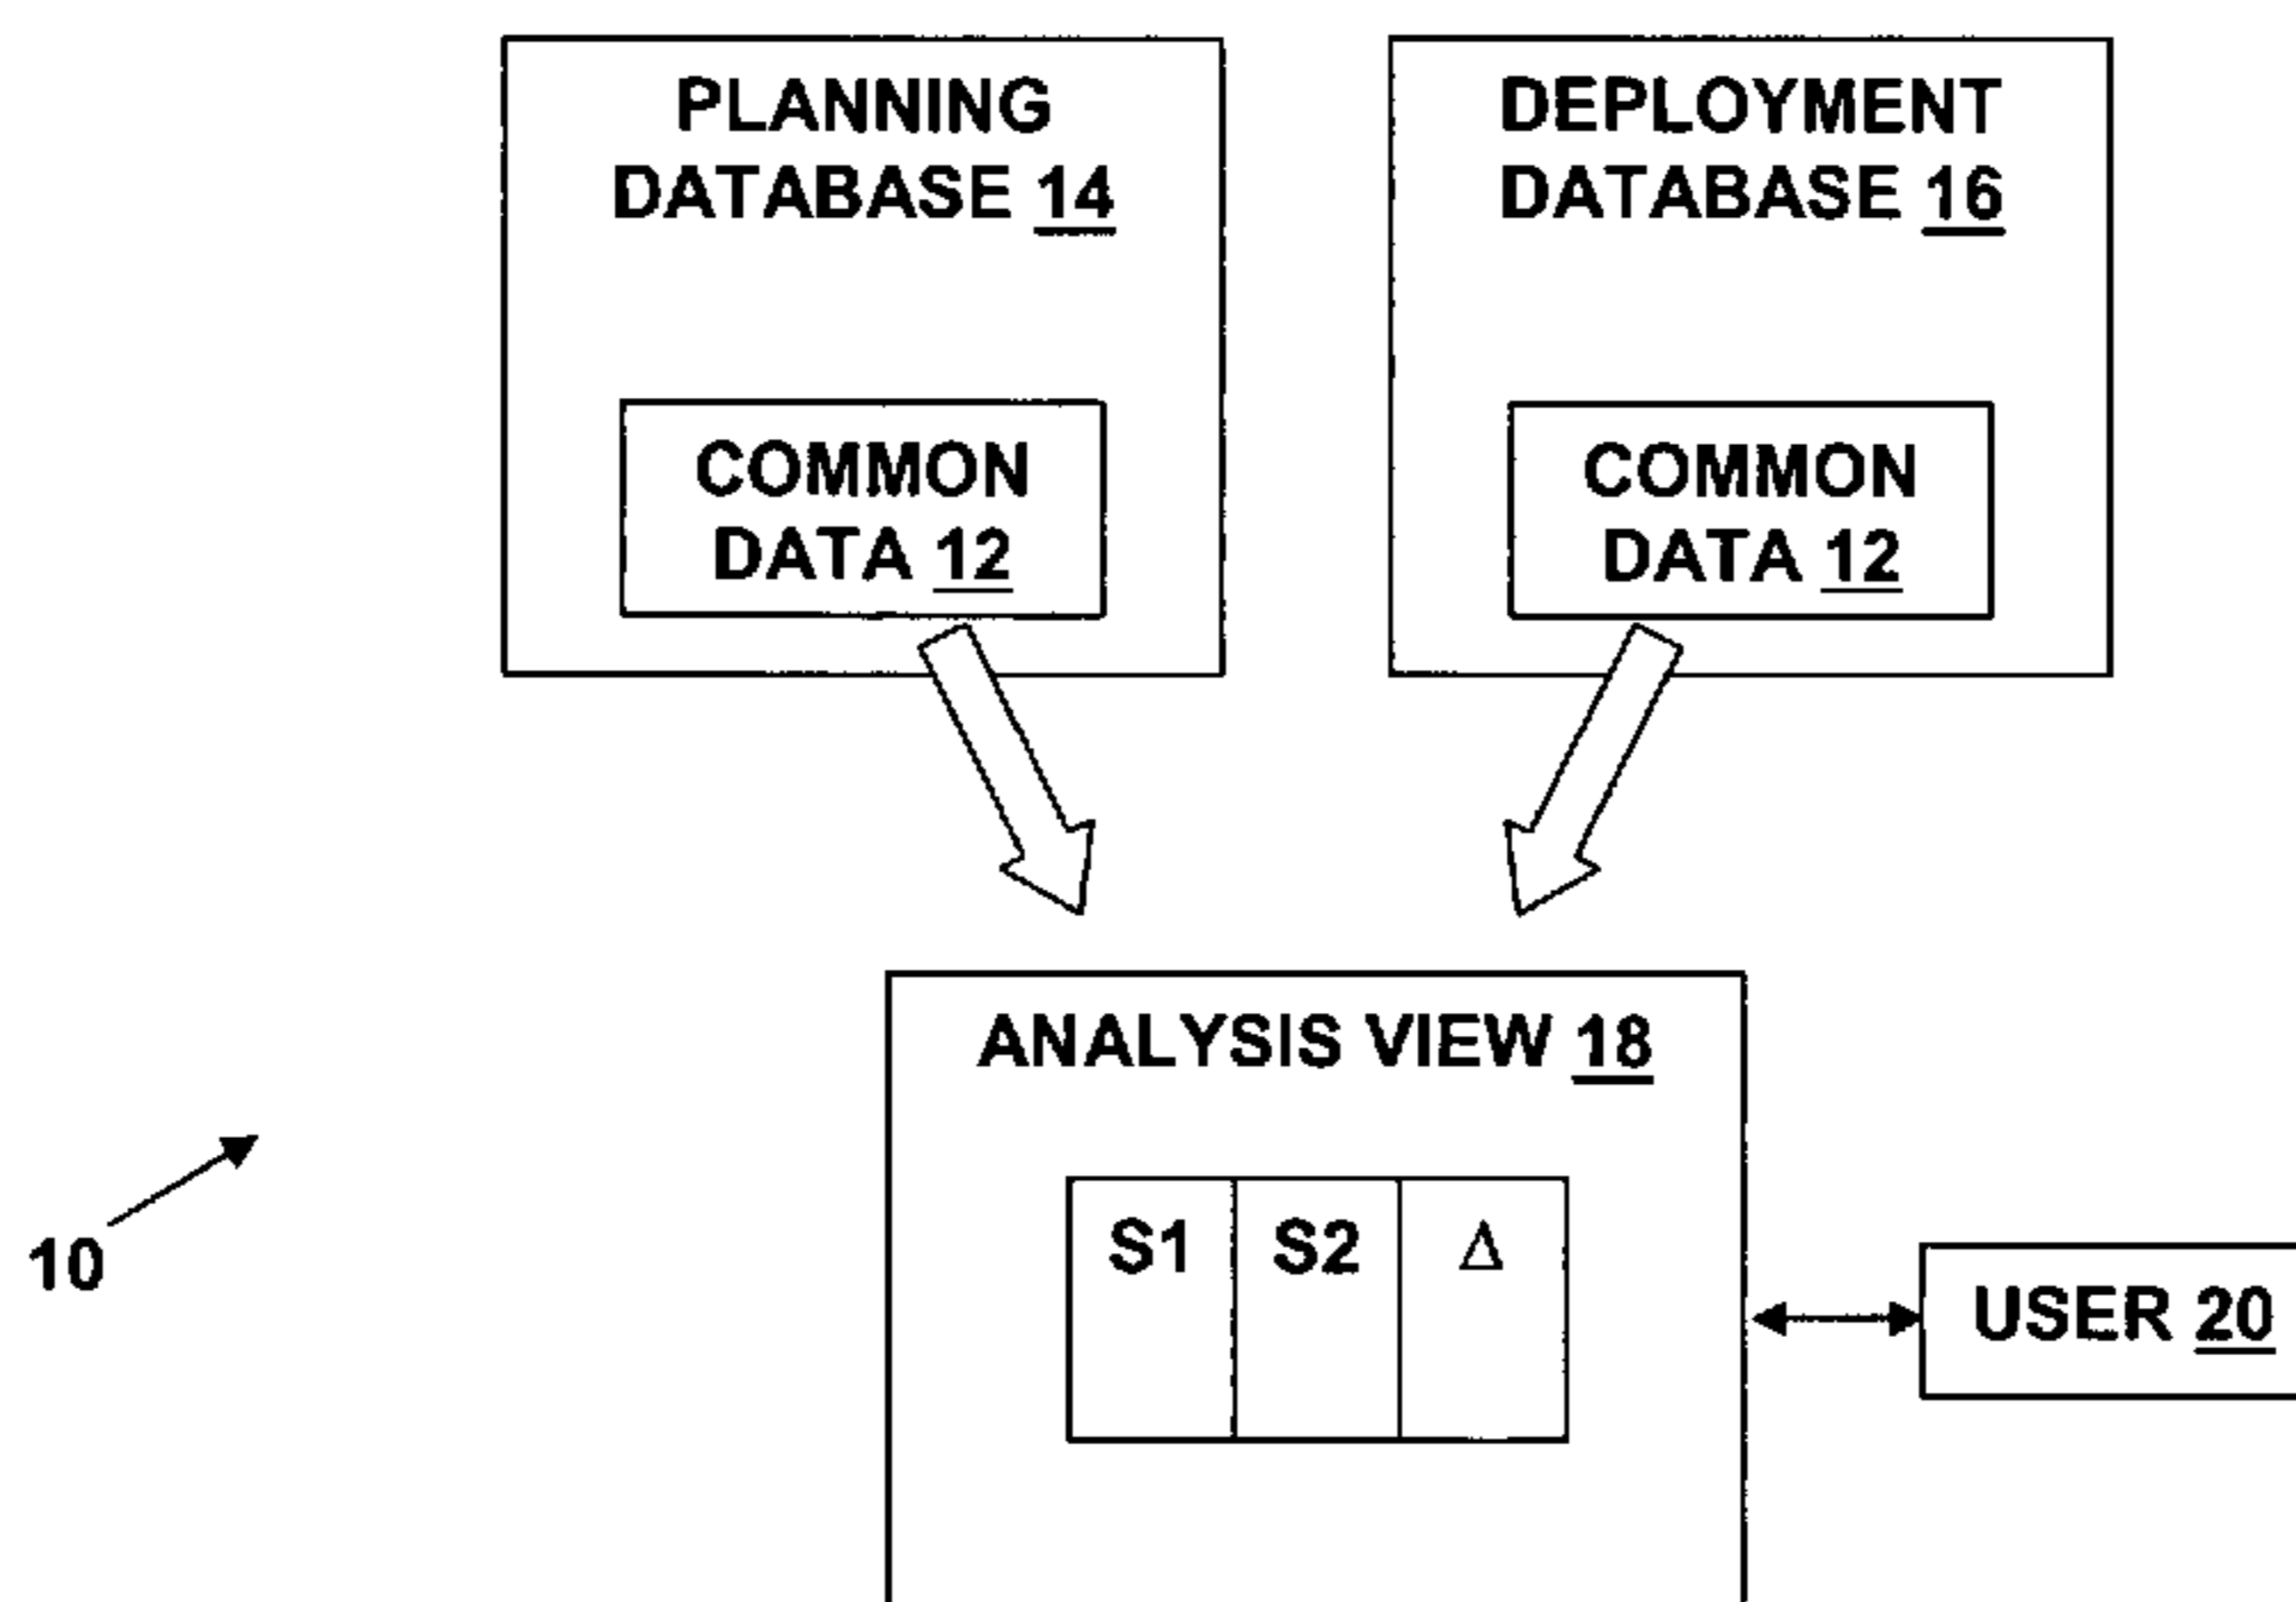 PLANNING
DATABASE 14
DEPLOYMENT
DATABASE 16
COMMON
DATA 12
COMMON
DATA 12
ANALYSIS VIEW 18
S1 S2 Δ
10
USER 20